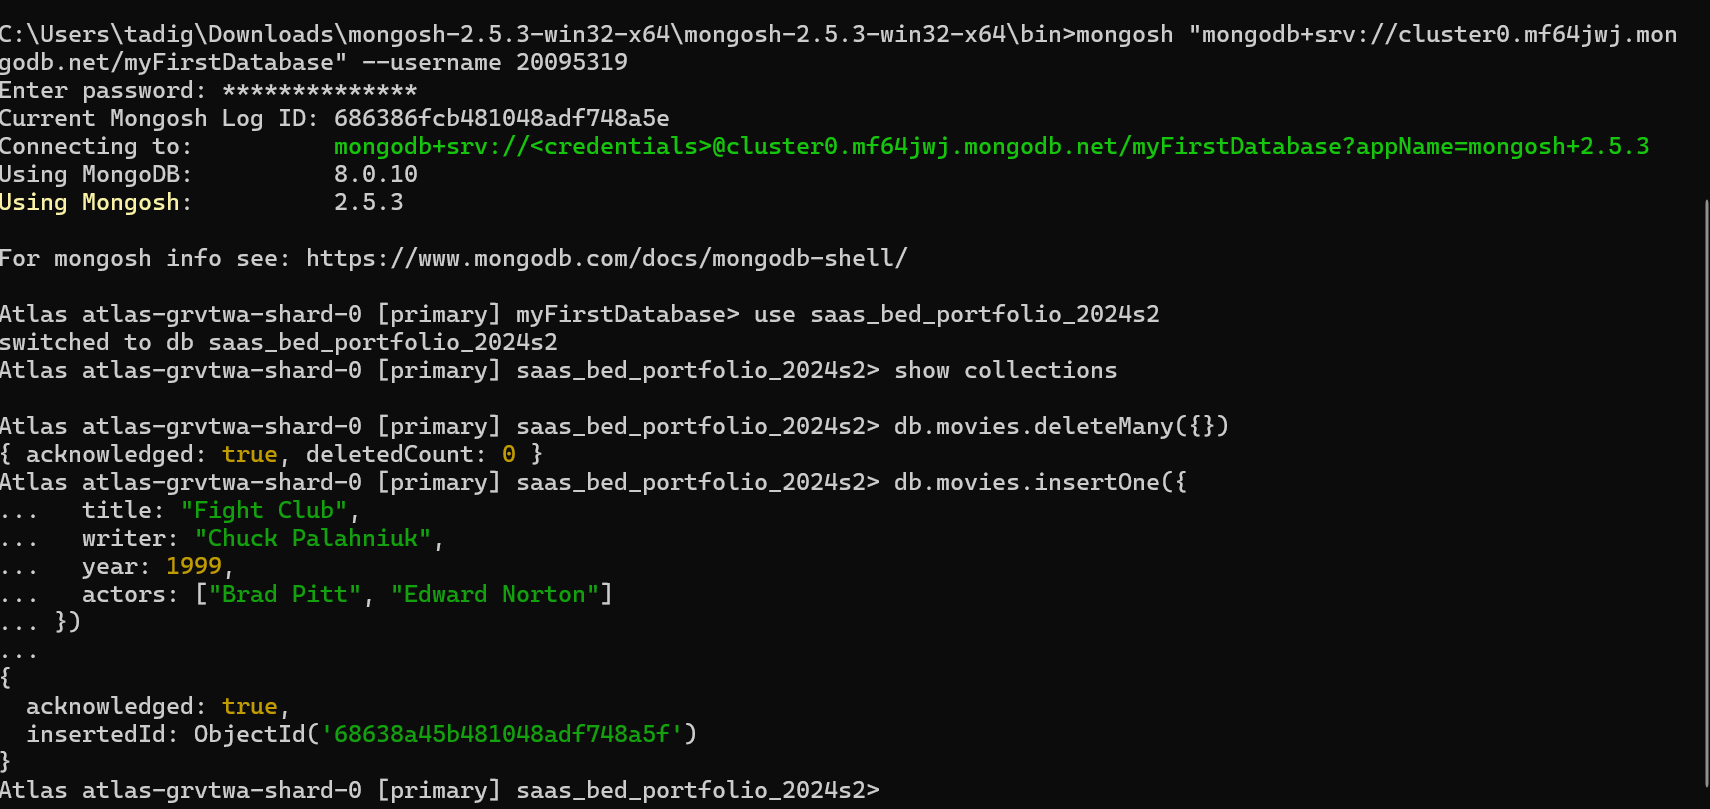 C:\Users\tadig\Downloads\mongosh-2.5.3-win32-x64\mongosh-2.5.3-win32-x64\bin>mongosh "mongodb+srv://cluster0.mf64jwj.mon
godb.net/myFirstDatabase" --username 20095319
Enter password: **************
Current Mongosh Log ID: 686386fcb481048adf748a5e
Connecting to:          mongodb+srv://<credentials>@cluster0.mf64jwj.mongodb.net/myFirstDatabase?appName=mongosh+2.5.3
Using MongoDB:          8.0.10
Using Mongosh:          2.5.3
For mongosh info see: https://www.mongodb.com/docs/mongodb-shell/
Atlas atlas-grvtwa-shard-0 [primary] myFirstDatabase> use saas_bed_portfolio_2024s2
switched to db saas_bed_portfolio_2024s2
Atlas atlas-grvtwa-shard-0 [primary] saas_bed_portfolio_2024s2> show collections
Atlas atlas-grvtwa-shard-0 [primary] saas_bed_portfolio_2024s2> db.movies.deleteMany({})
{ acknowledged: true, deletedCount: 0 }
Atlas atlas-grvtwa-shard-0 [primary] saas_bed_portfolio_2024s2> db.movies.insertOne({
...   title: "Fight Club",
...   writer: "Chuck Palahniuk",
...   year: 1999,
...   actors: ["Brad Pitt", "Edward Norton"]
... })
...
{
  acknowledged: true,
  insertedId: ObjectId('68638a45b481048adf748a5f')
}
Atlas atlas-grvtwa-shard-0 [primary] saas_bed_portfolio_2024s2>